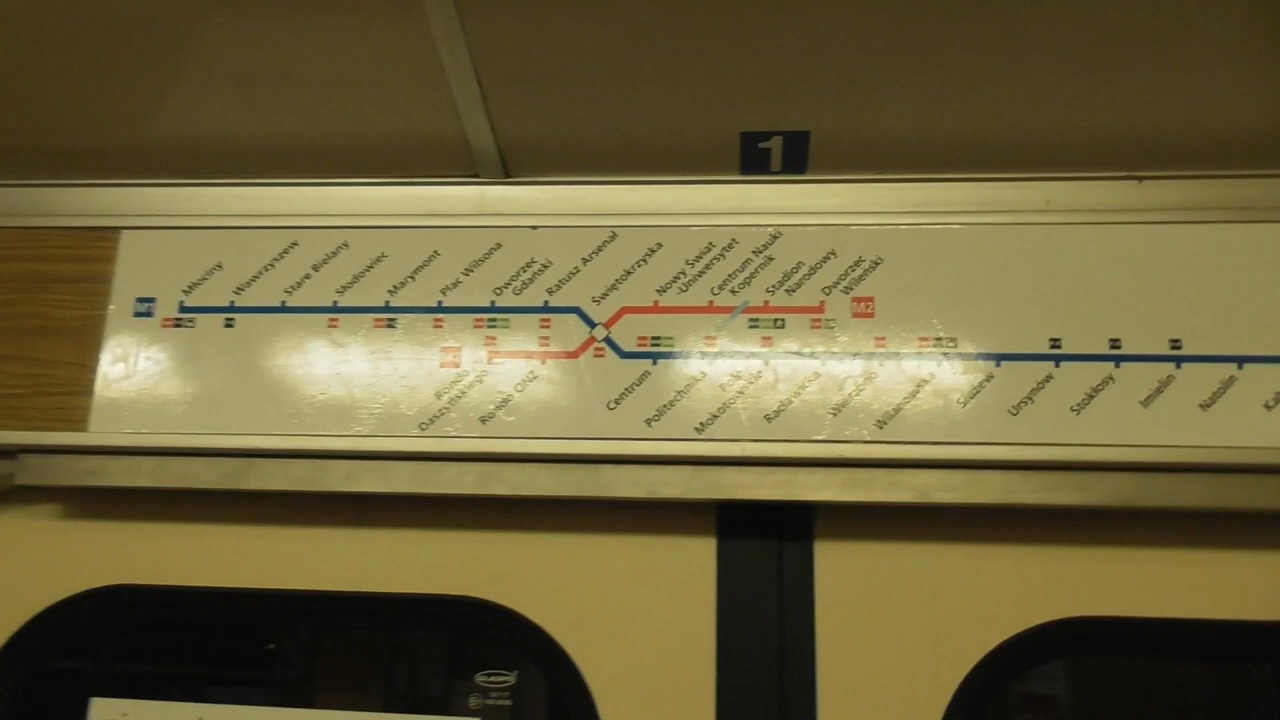 1
M1
Młociny
Wawrzyszew
Stare Bielany
Słodowiec
Marymont
Plac Wilsona
Dworzec
Gdański
Ratusz Arsenał
Świętokrzyska
Nowy Świat
-Uniwersytet
Centrum Nauki
Kopernik
Stadion
Narodowy
Dworzec
Wileński
M2
M2
Rondo
Daszyńskiego
Rondo ONZ
Centrum
Politechnika
Pole
Mokotowskie
Racławicka
Wierzbno
Wilanowska
Służew
Ursynów
Stokłosy
Imielin
Natolin